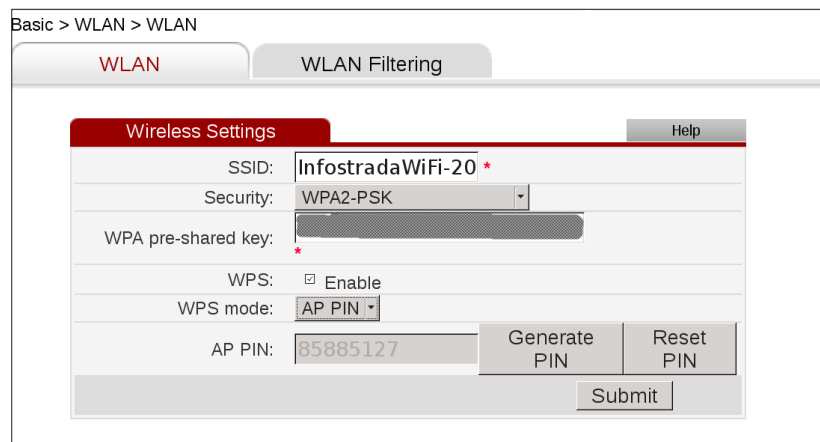 Basic > WLAN > WLAN
WLAN WLAN Filtering
Wireless Settings Help
SSID: InfostradaWiFi-20 *
Security: WPA2-PSK
WPA pre-shared key:
*
WPS: Enable
WPS mode: AP PIN
AP PIN: 85885127 Generate PIN Reset PIN
Submit